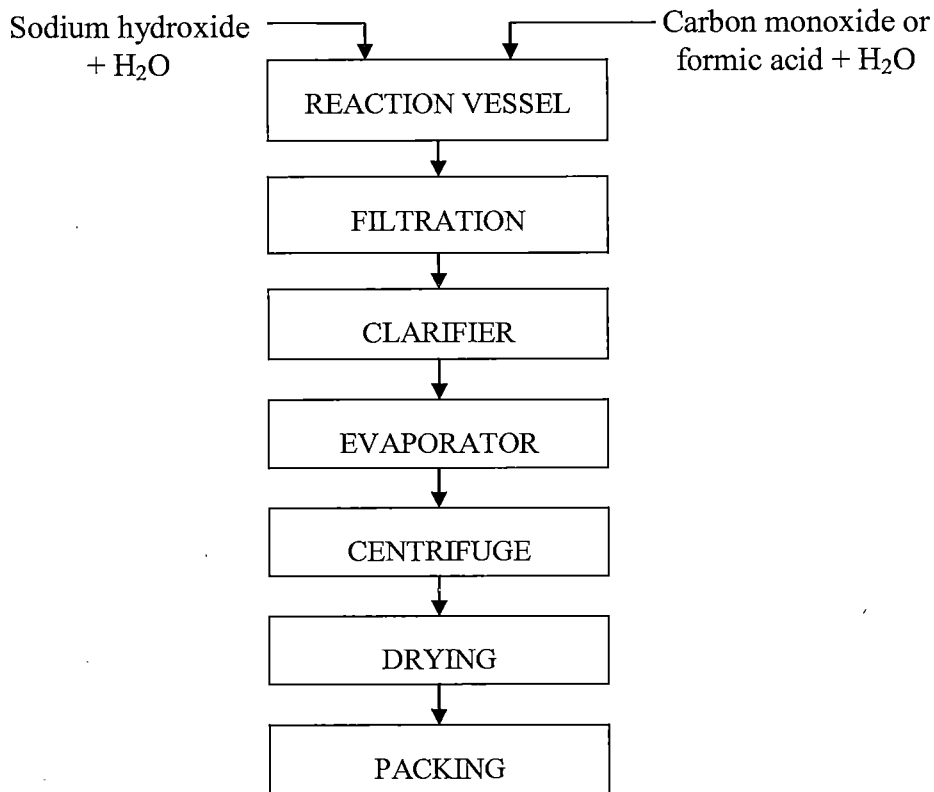 Sodium hydroxide
+ H₂O
Carbon monoxide or
formic acid + H₂O
REACTION VESSEL
FILTRATION
CLARIFIER
EVAPORATOR
CENTRIFUGE
DRYING
PACKING